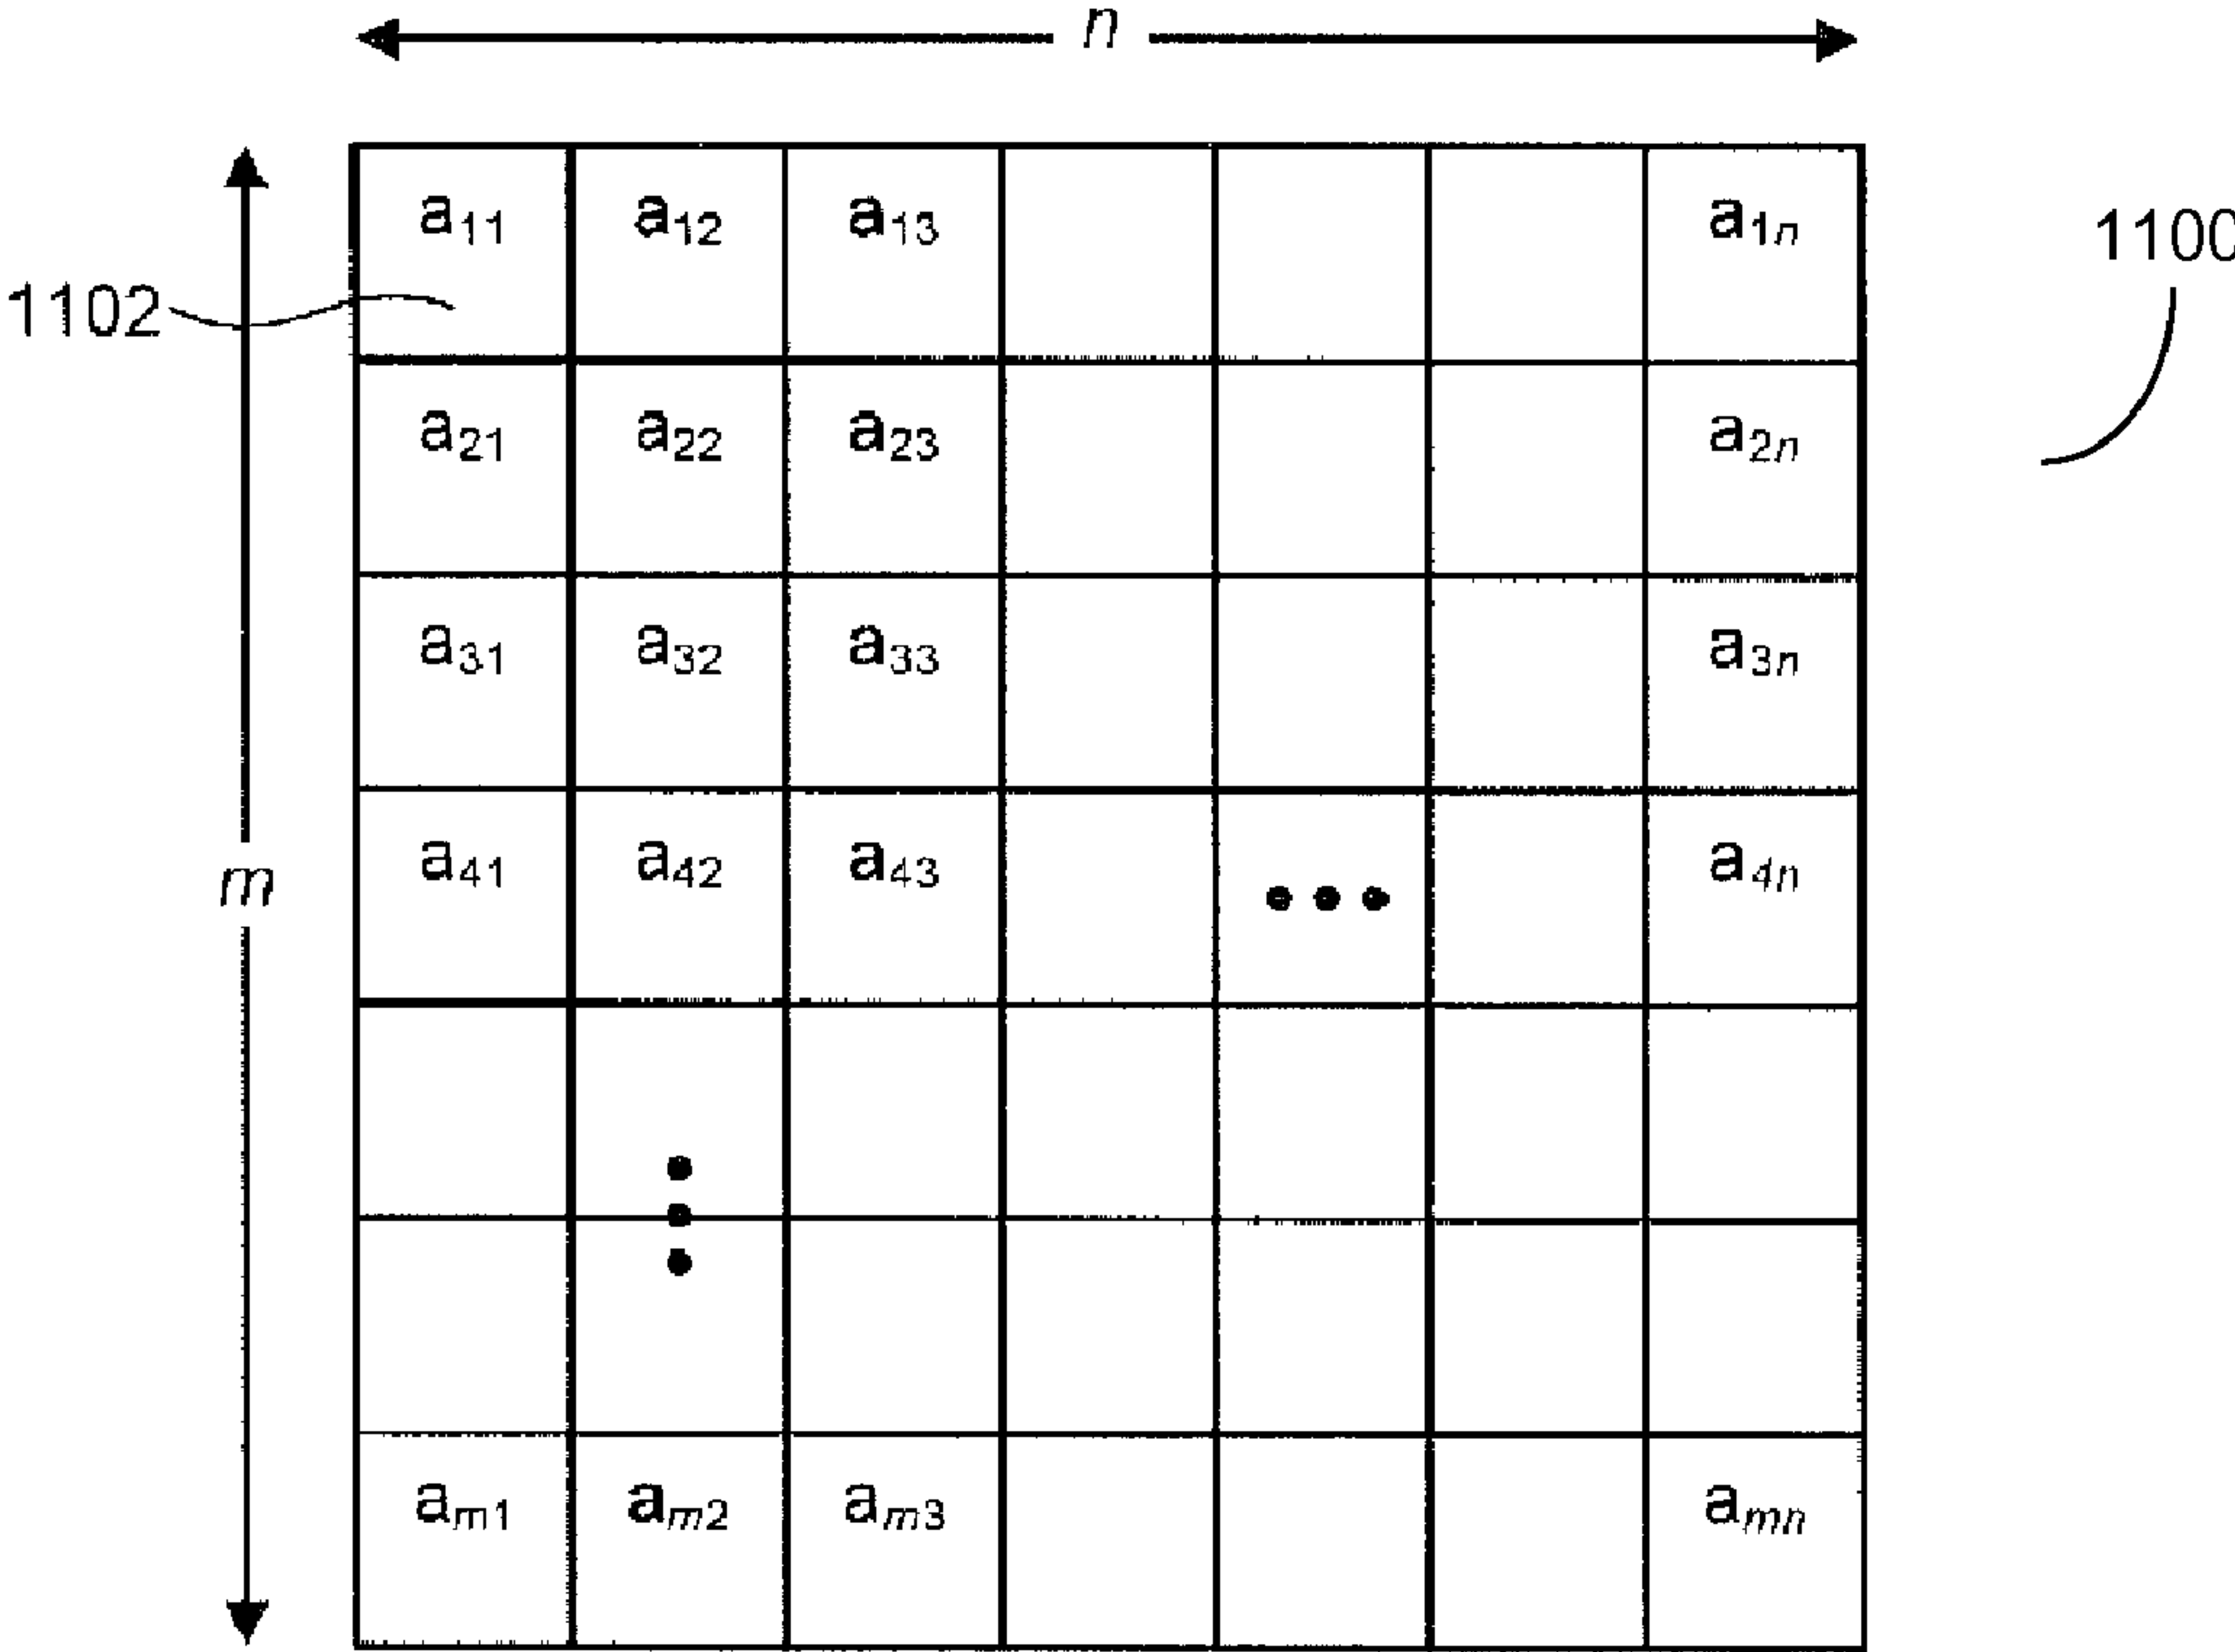 n
a11 a12 a13 a1n
1100
1102
a21 a22 a23 a2n
a31 a32 a33 a3n
m
a41 a42 a43 ••• a4n
am1 am2 am3 amn